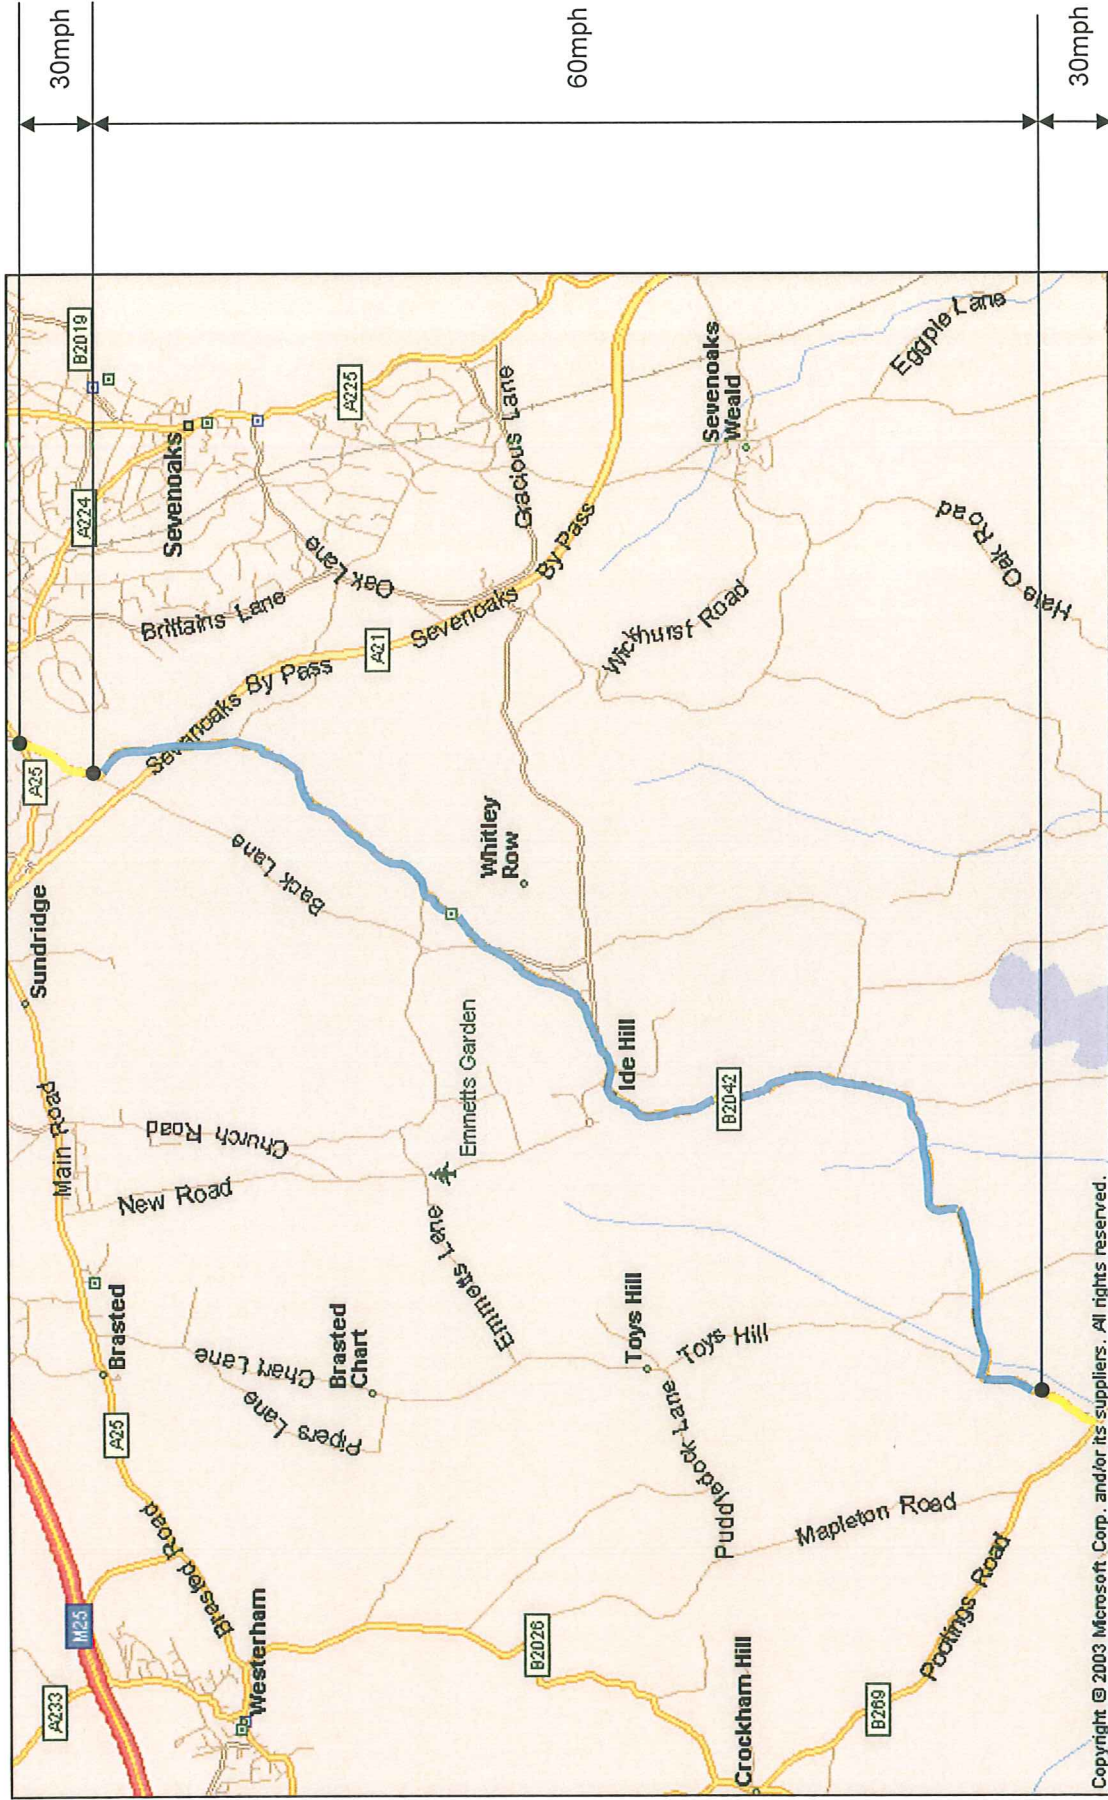 30mph
60mph
30mph
B2019
A224
Sevenoaks
A225
Brittains Lane
Oak Lane
Gracious Lane
Sevenoaks By Pass
A21
Sevenoaks By Pass
Sevenoaks
Weald
Eggpie Lane
Wickhurst Road
Hale Oak Road
A25
Sundridge
Back Lane
Whitley
Row
Main Road
Church Road
New Road
Emmetts Garden
Ide Hill
B2042
Brasted
A25
Chart Lane
Pipers Lane
Brasted
Chart
Emmetts Lane
Toys Hill
Toys Hill
Puddledock Lane
Mapleton Road
M25
A233
Brasted Road
Westerham
B2026
Crockham Hill
B269
Pootings Road
Copyright © 2003 Microsoft Corp. and/or its suppliers. All rights reserved.